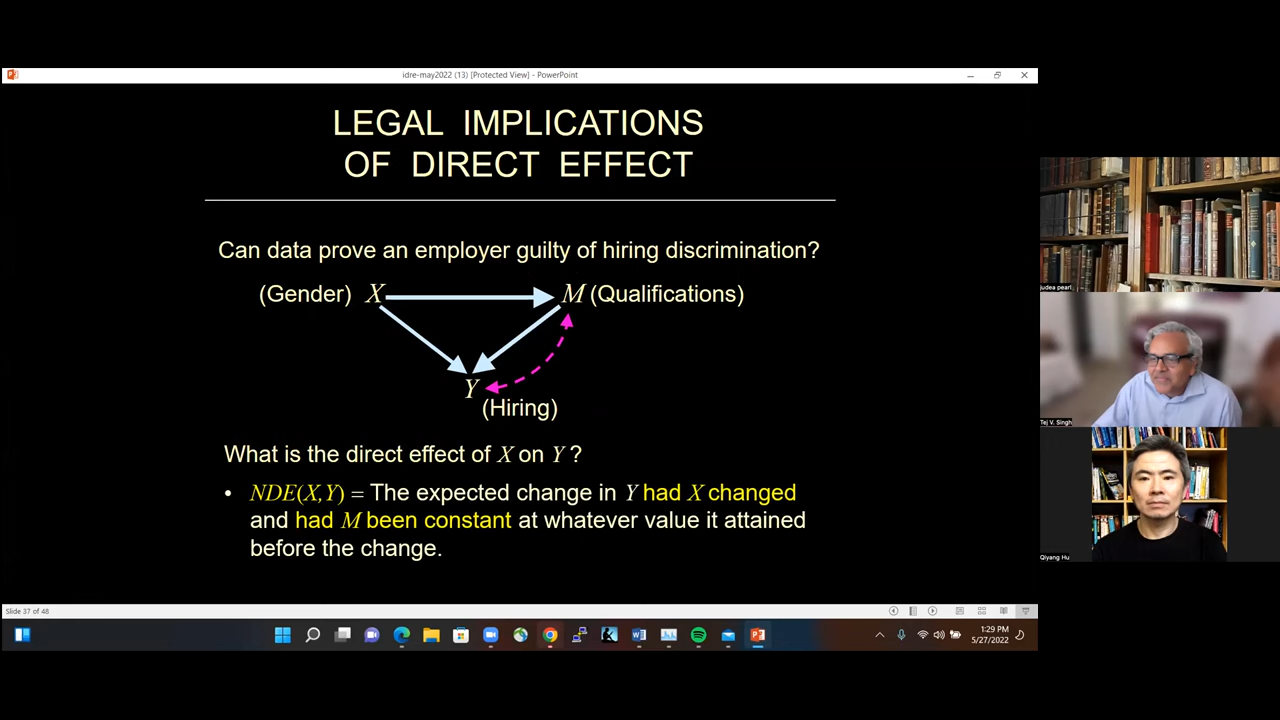 idre-may2022 (13) [Protected View] - PowerPoint
LEGAL IMPLICATIONS
OF DIRECT EFFECT
Can data prove an employer guilty of hiring discrimination?
(Gender) X M (Qualifications)
Y
(Hiring)
What is the direct effect of X on Y ?
• NDE(X,Y) = The expected change in Y had X changed
and had M been constant at whatever value it attained
before the change.
judea pearl
Tej V. Singh
Qiyang Hu
Slide 37 of 48
1:29 PM
5/27/2022